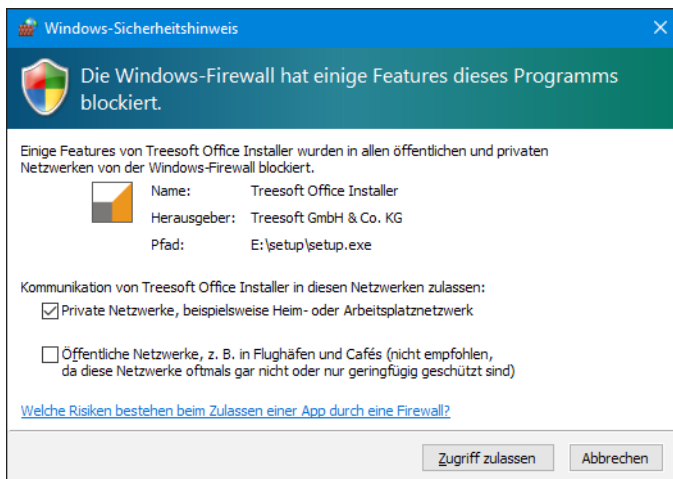 Windows-Sicherheitshinweis
Die Windows-Firewall hat einige Features dieses Programms
blockiert.
Einige Features von Treesoft Office Installer wurden in allen öffentlichen und privaten
Netzwerken von der Windows-Firewall blockiert.
Name: Treesoft Office Installer
Herausgeber: Treesoft GmbH & Co. KG
Pfad: E:\setup\setup.exe
Kommunikation von Treesoft Office Installer in diesen Netzwerken zulassen:
Private Netzwerke, beispielsweise Heim- oder Arbeitsplatznetzwerk
Öffentliche Netzwerke, z. B. in Flughäfen und Cafés (nicht empfohlen,
da diese Netzwerke oftmals gar nicht oder nur geringfügig geschützt sind)
Welche Risiken bestehen beim Zulassen einer App durch eine Firewall?
Zugriff zulassen Abbrechen